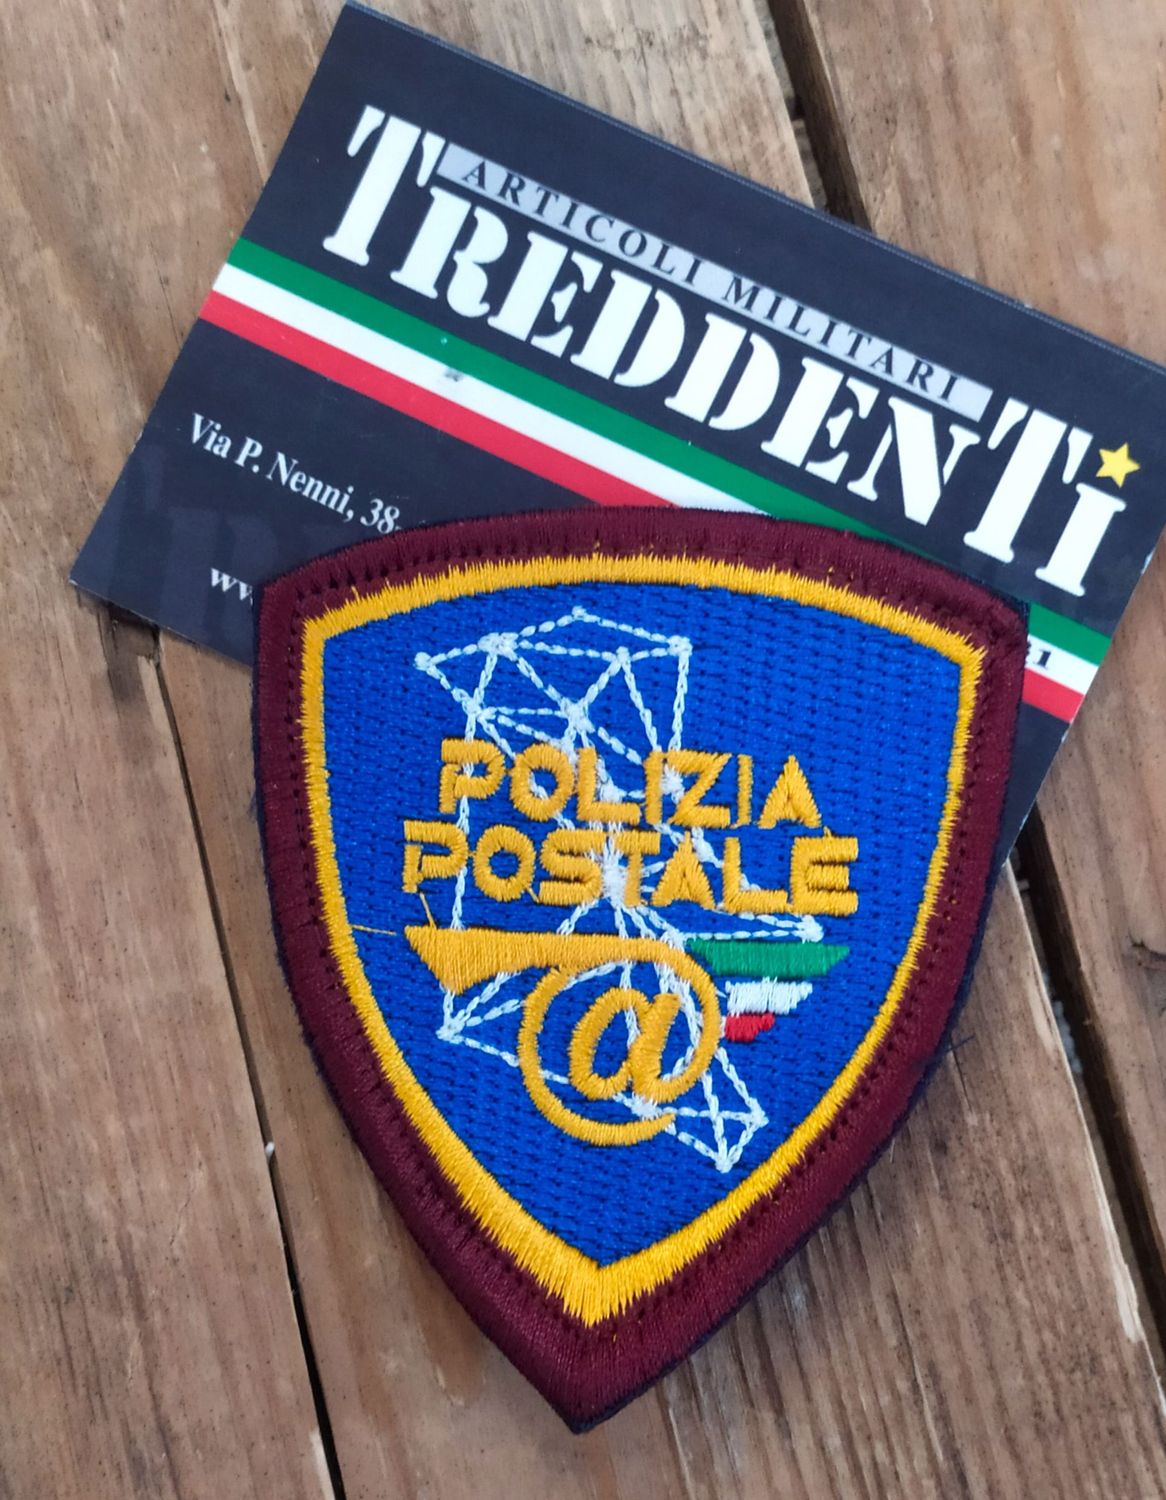 ARTICOLI MILITARI
TREDDENTI
Via P. Nenni, 38
POLIZIA
POSTALE
@